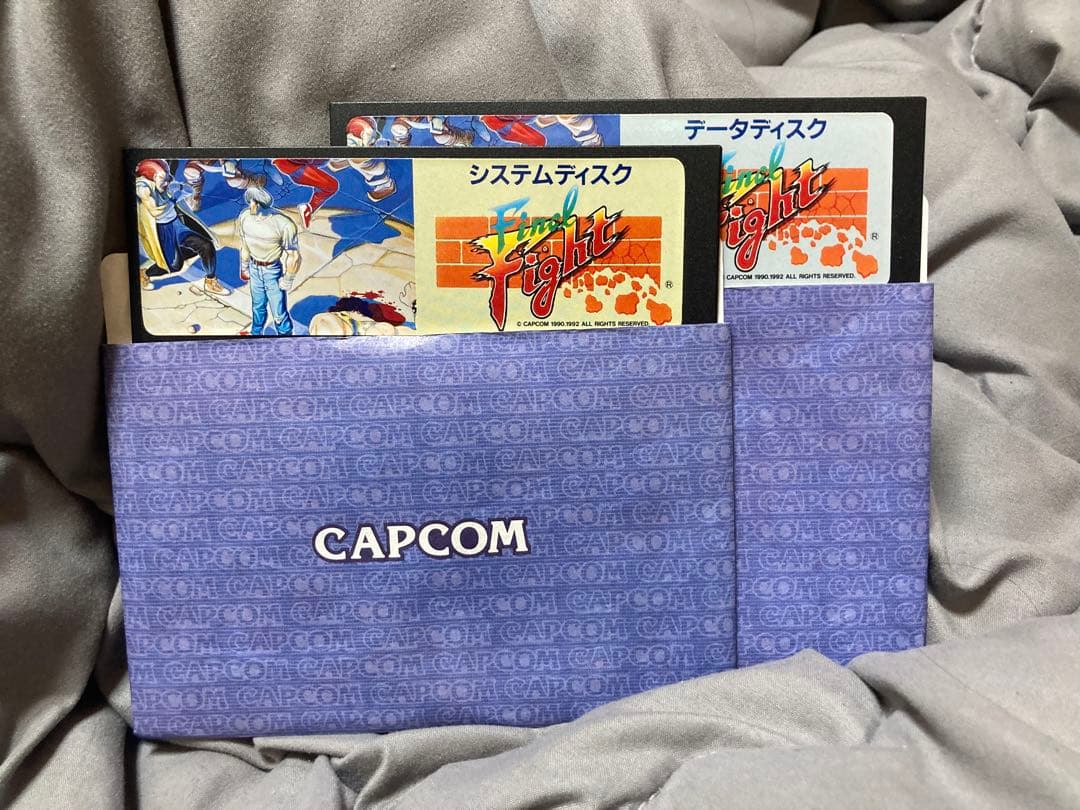 システムディスク
Final
Fight
®
© CAPCOM 1990.1992 ALL RIGHTS RESERVED.
データディスク
Final
Fight
®
CAPCOM 1990.1992 ALL RIGHTS RESERVED.
CAPCOM